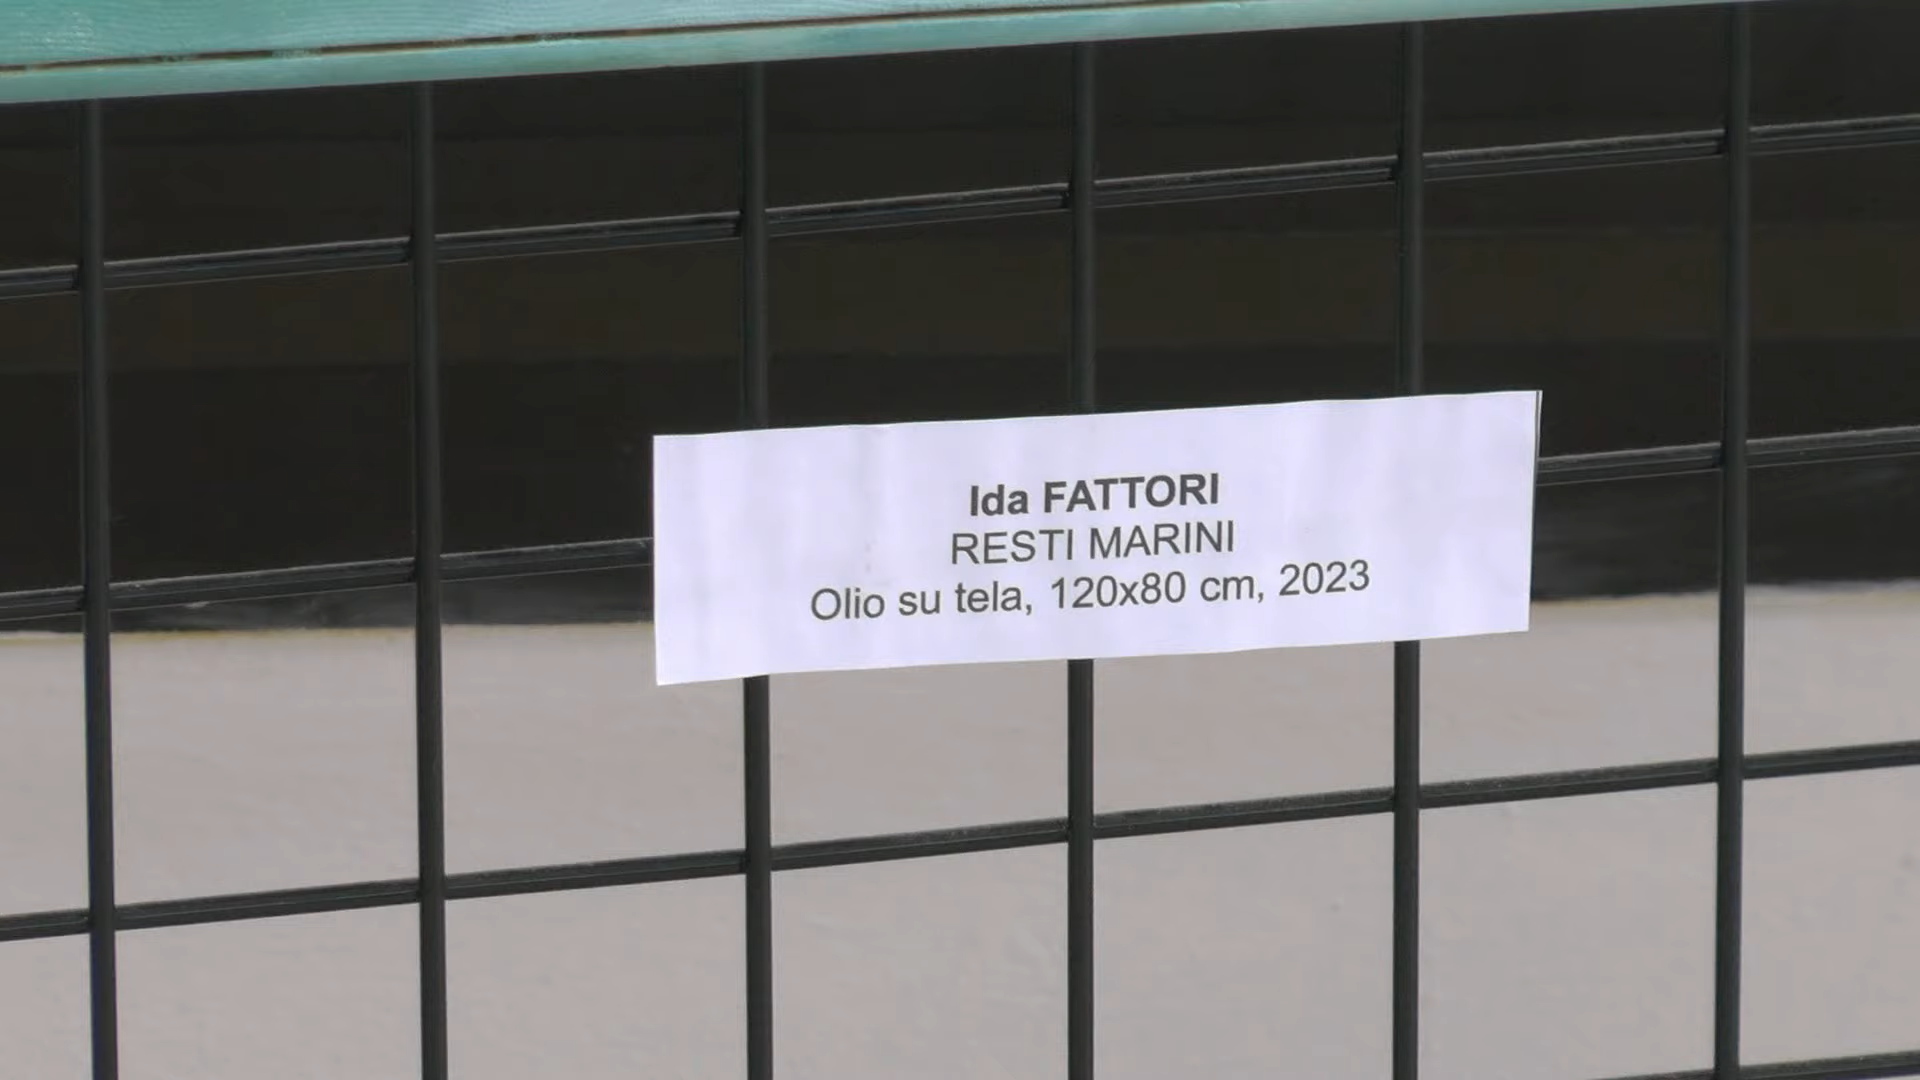 Ida FATTORI
RESTI MARINI
Olio su tela, 120x80 cm, 2023